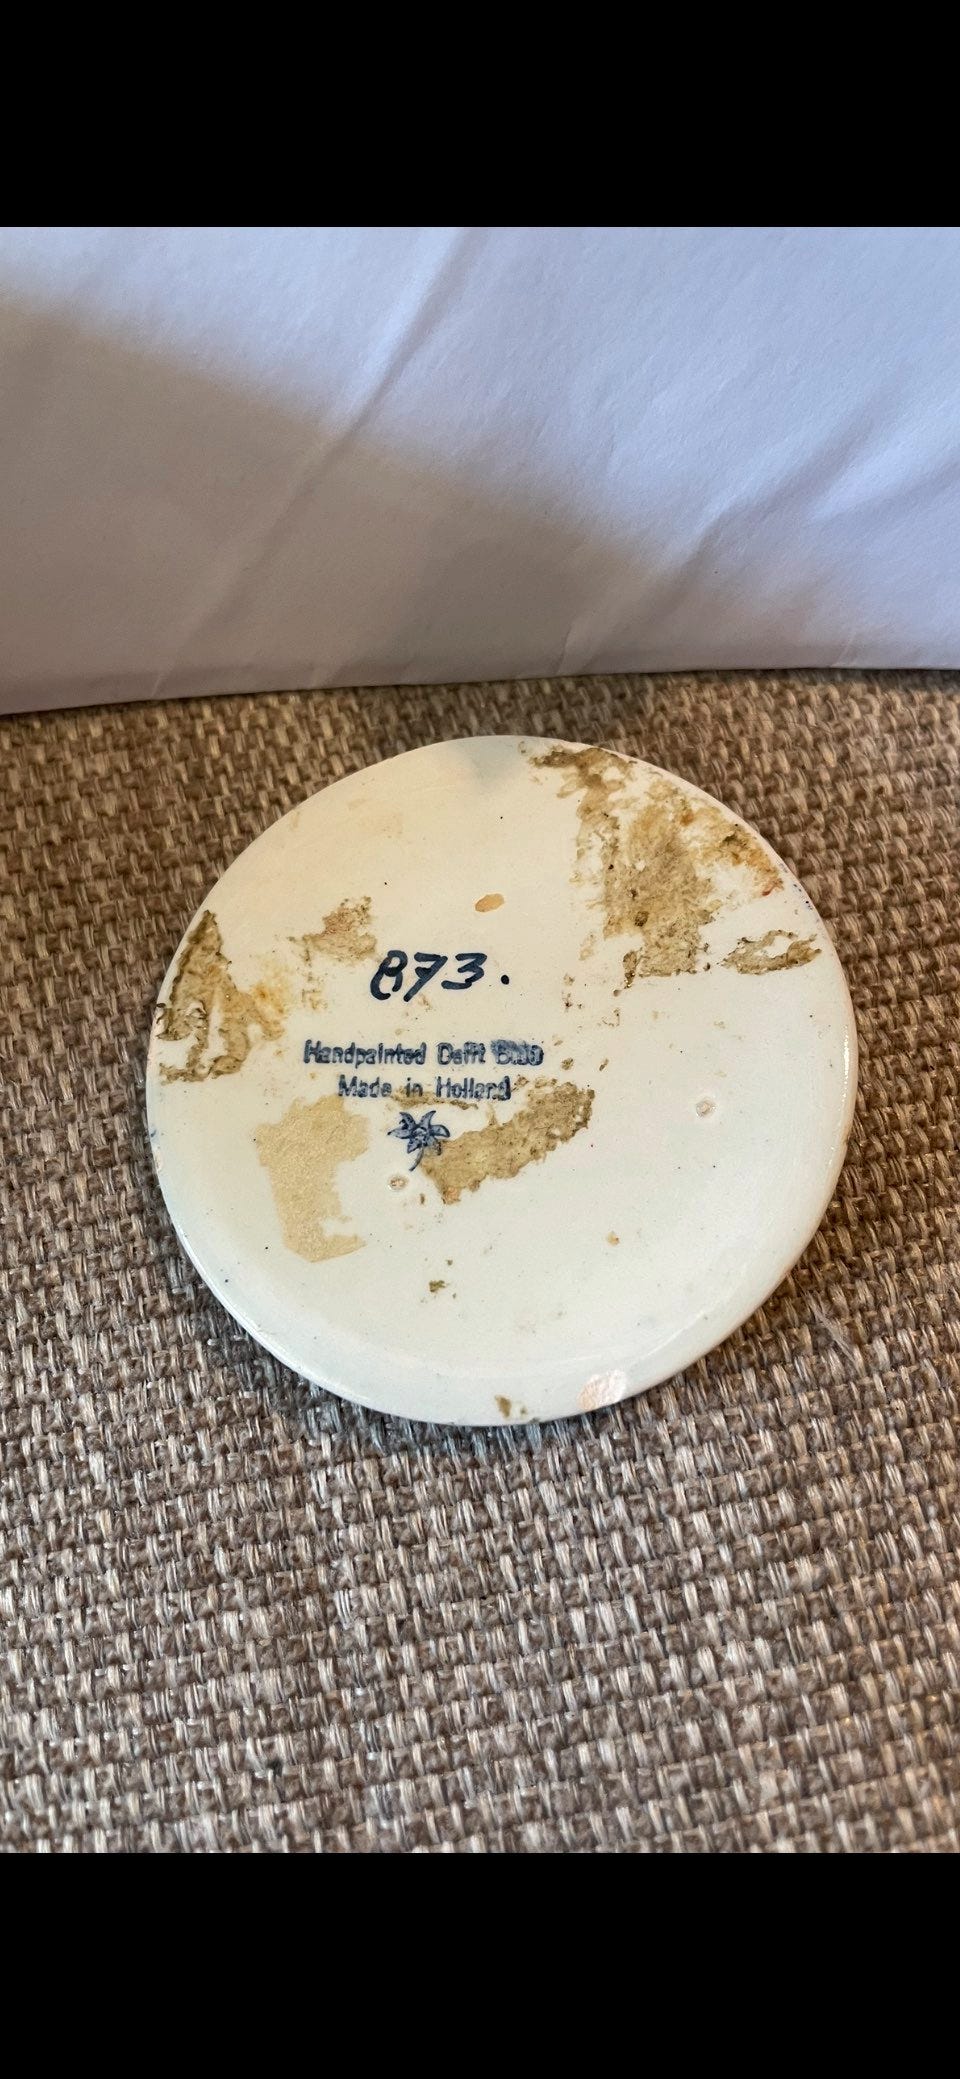 873.
Handpainted Delft Blue
Made in Holland